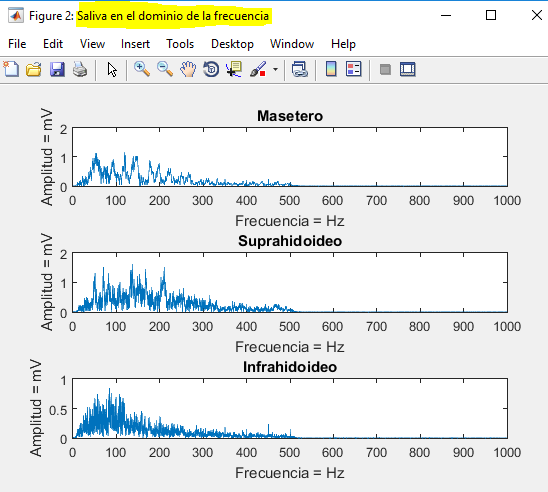 Figure 2: Saliva en el dominio de la frecuencia
File Edit View Insert Tools Desktop Window Help
Masetero
Amplitud = mV
2
1
0
0 100 200 300 400 500 600 700 800 900 1000
Frecuencia = Hz
Suprahidoideo
Amplitud = mV
2
1
0
0 100 200 300 400 500 600 700 800 900 1000
Frecuencia = Hz
Infrahidoideo
Amplitud = mV
1
0.5
0
0 100 200 300 400 500 600 700 800 900 1000
Frecuencia = Hz